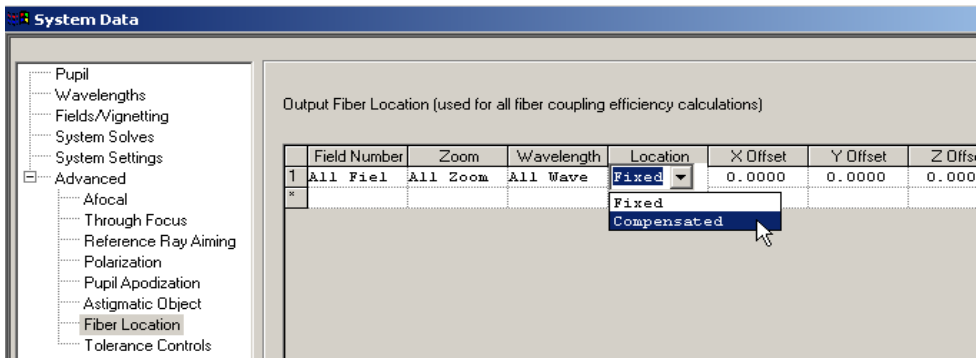 System Data
Pupil
Wavelengths
Fields/Vignetting
System Solves
System Settings
Advanced
Afocal
Through Focus
Reference Ray Aiming
Polarization
Pupil Apodization
Astigmatic Object
Fiber Location
Tolerance Controls
Output Fiber Location (used for all fiber coupling efficiency calculations)
Field Number Zoom Wavelength Location X Offset Y Offset Z Offs
1 All Fiel All Zoom All Wave Fixed 0.0000 0.0000 0.000
*
Fixed
Compensated